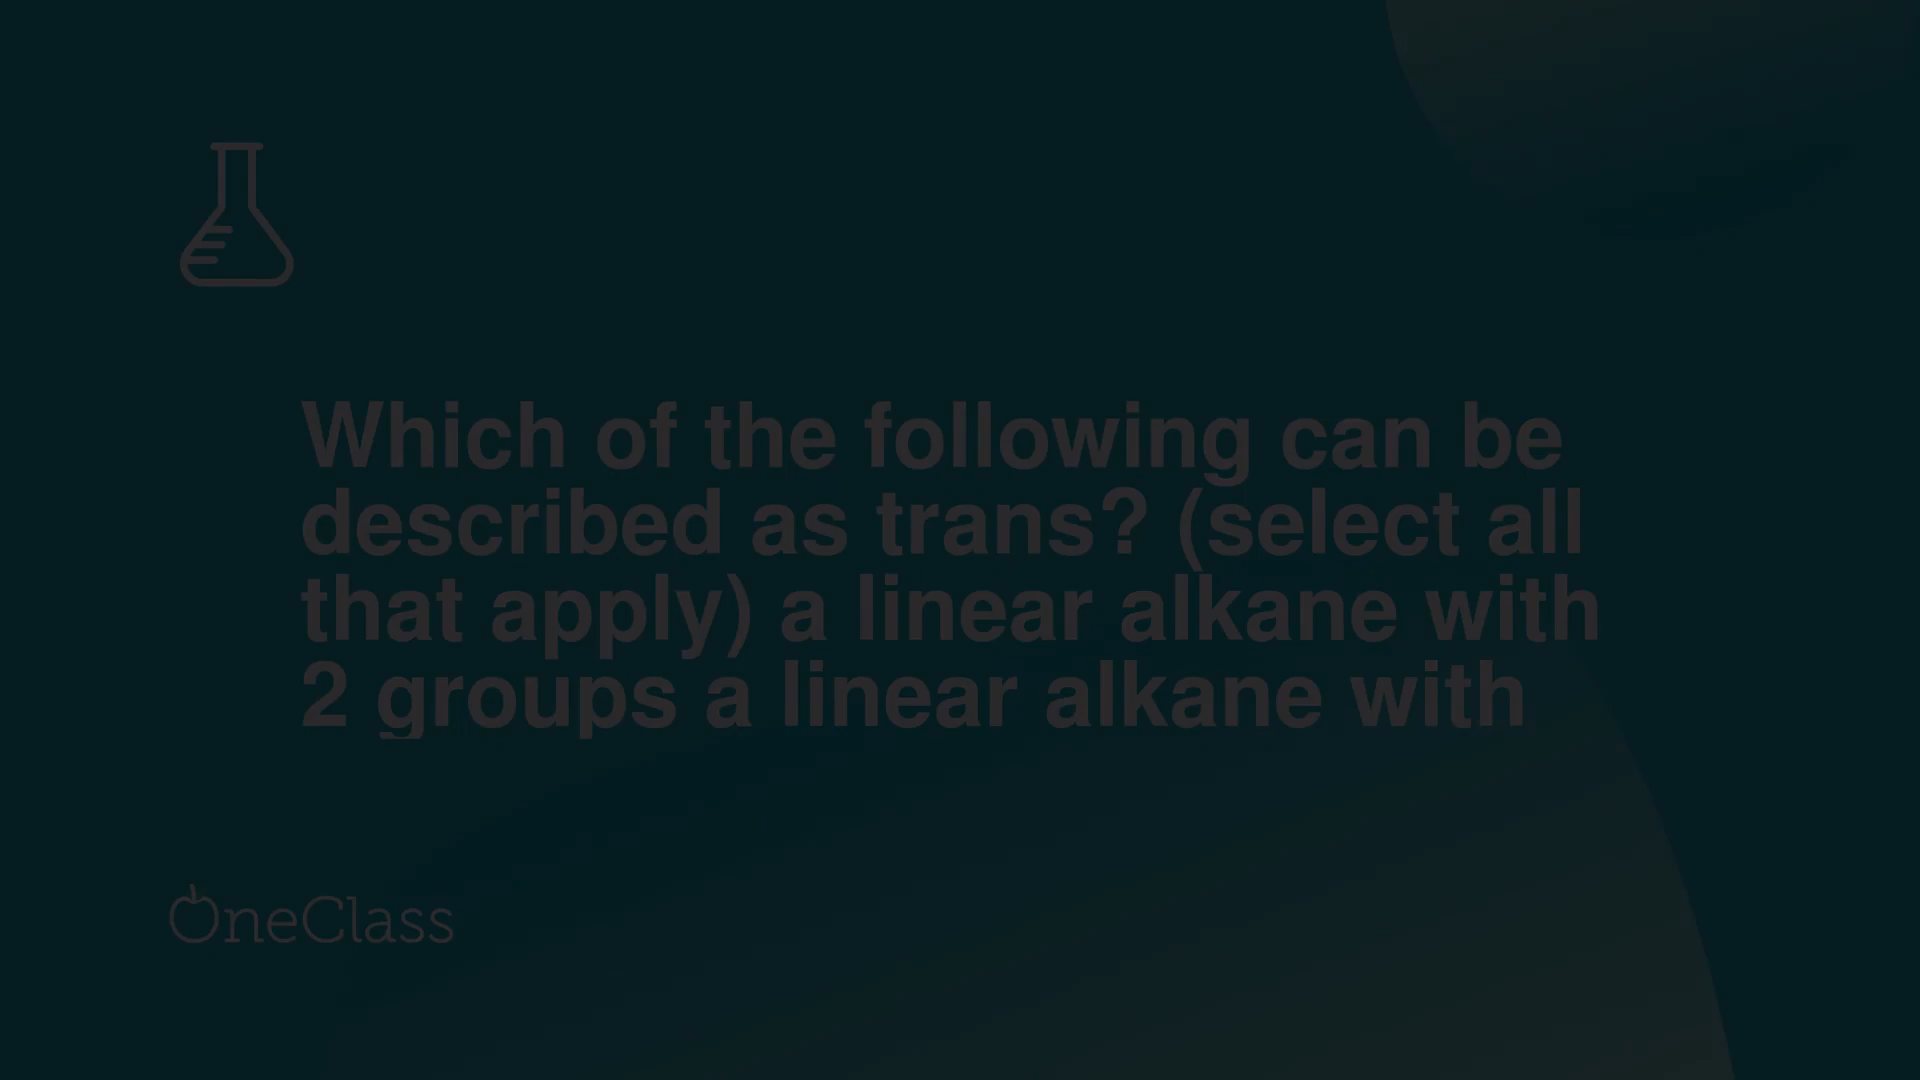 Which of the following can be
described as trans? (select all
that apply) a linear alkane with
2 groups a linear alkane with
OneClass